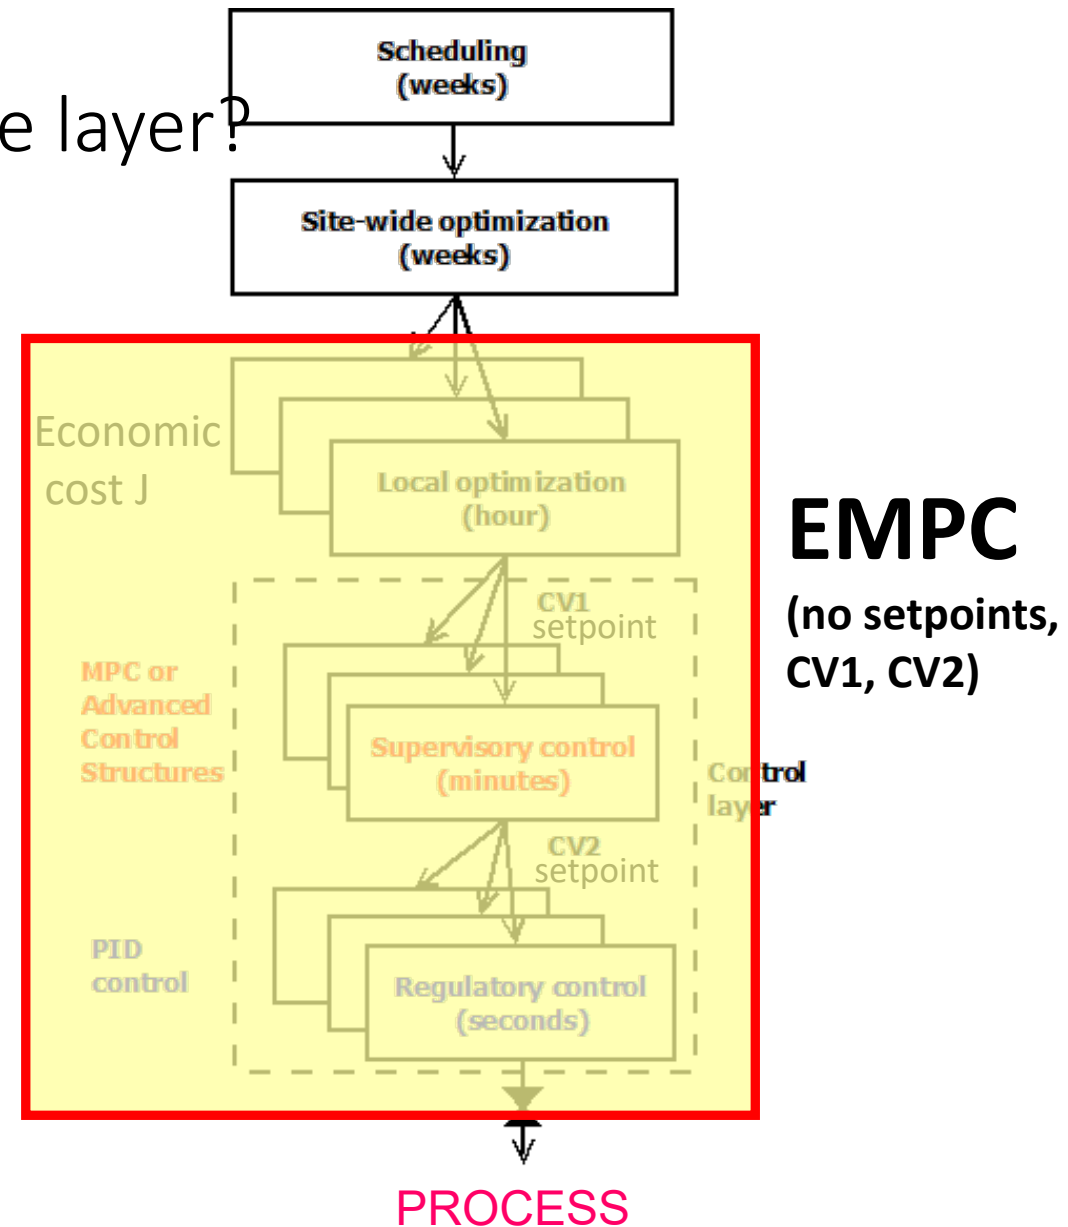 Scheduling
(weeks)
e layer?
Site-wide optimization
(weeks)
Economic
cost J
Local optimization
(hour)
EMPC
(no setpoints,
CV1, CV2)
CV1
setpoint
MPC or
Advanced
Control
Structures
Supervisory control
(minutes)
Control
layer
CV2
setpoint
PID
control
Regulatory control
(seconds)
PROCESS